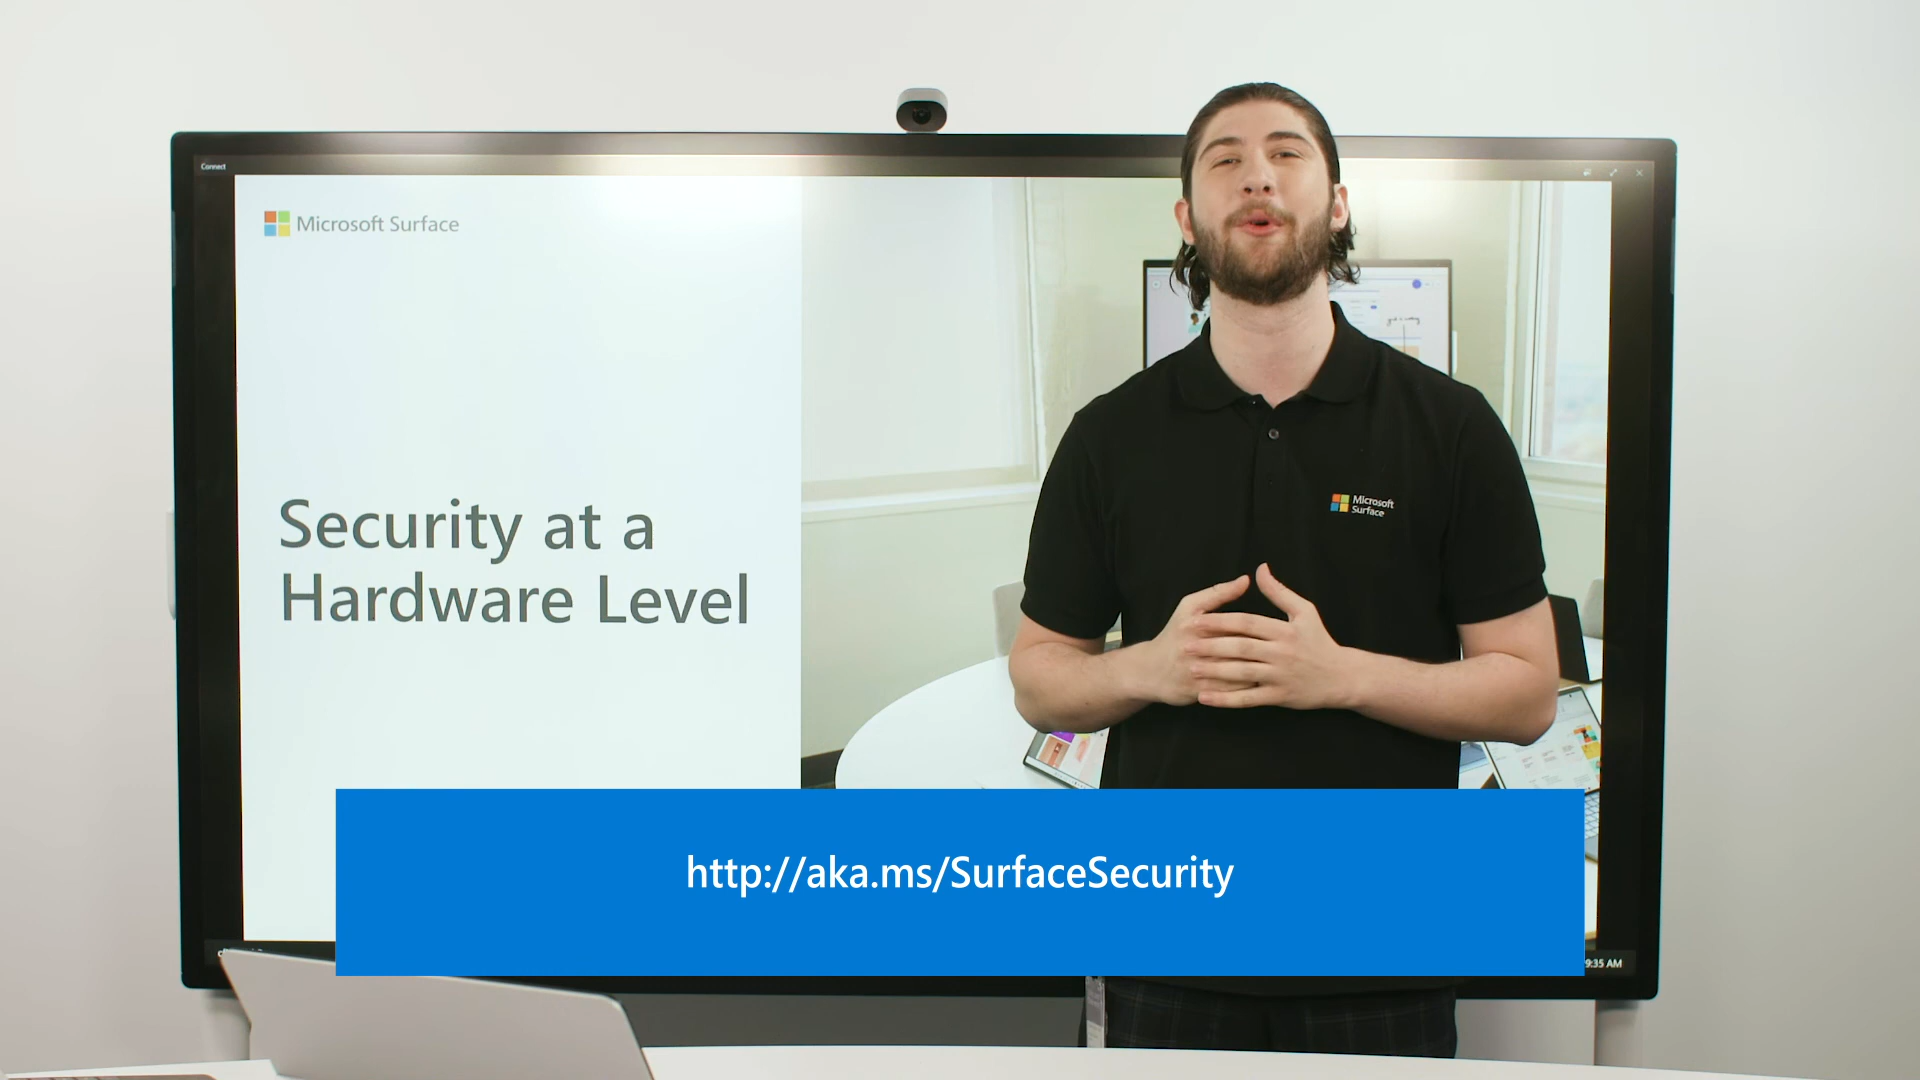 Connect
Microsoft Surface
Security at a
Hardware Level
Microsoft
Surface
http://aka.ms/SurfaceSecurity
9:35 AM